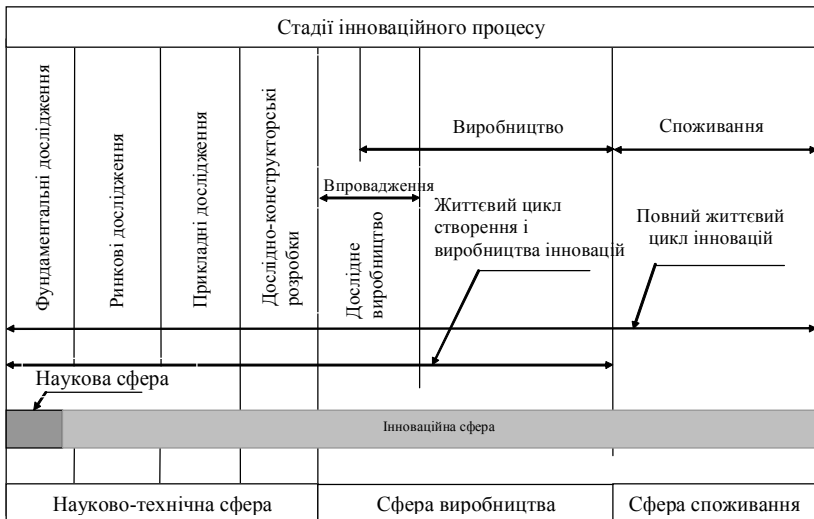 Стадії інноваційного процесу
Фундаментальні дослідження
Ринкові дослідження
Прикладні дослідження
Дослідно-конструкторські
розробки
Впровадження
Дослідне
виробництво
Виробництво
Споживання
Життєвий цикл
створення і
виробництва інновацій
Повний життєвий
цикл інновацій
Наукова сфера
Інноваційна сфера
Науково-технічна сфера
Сфера виробництва
Сфера споживання